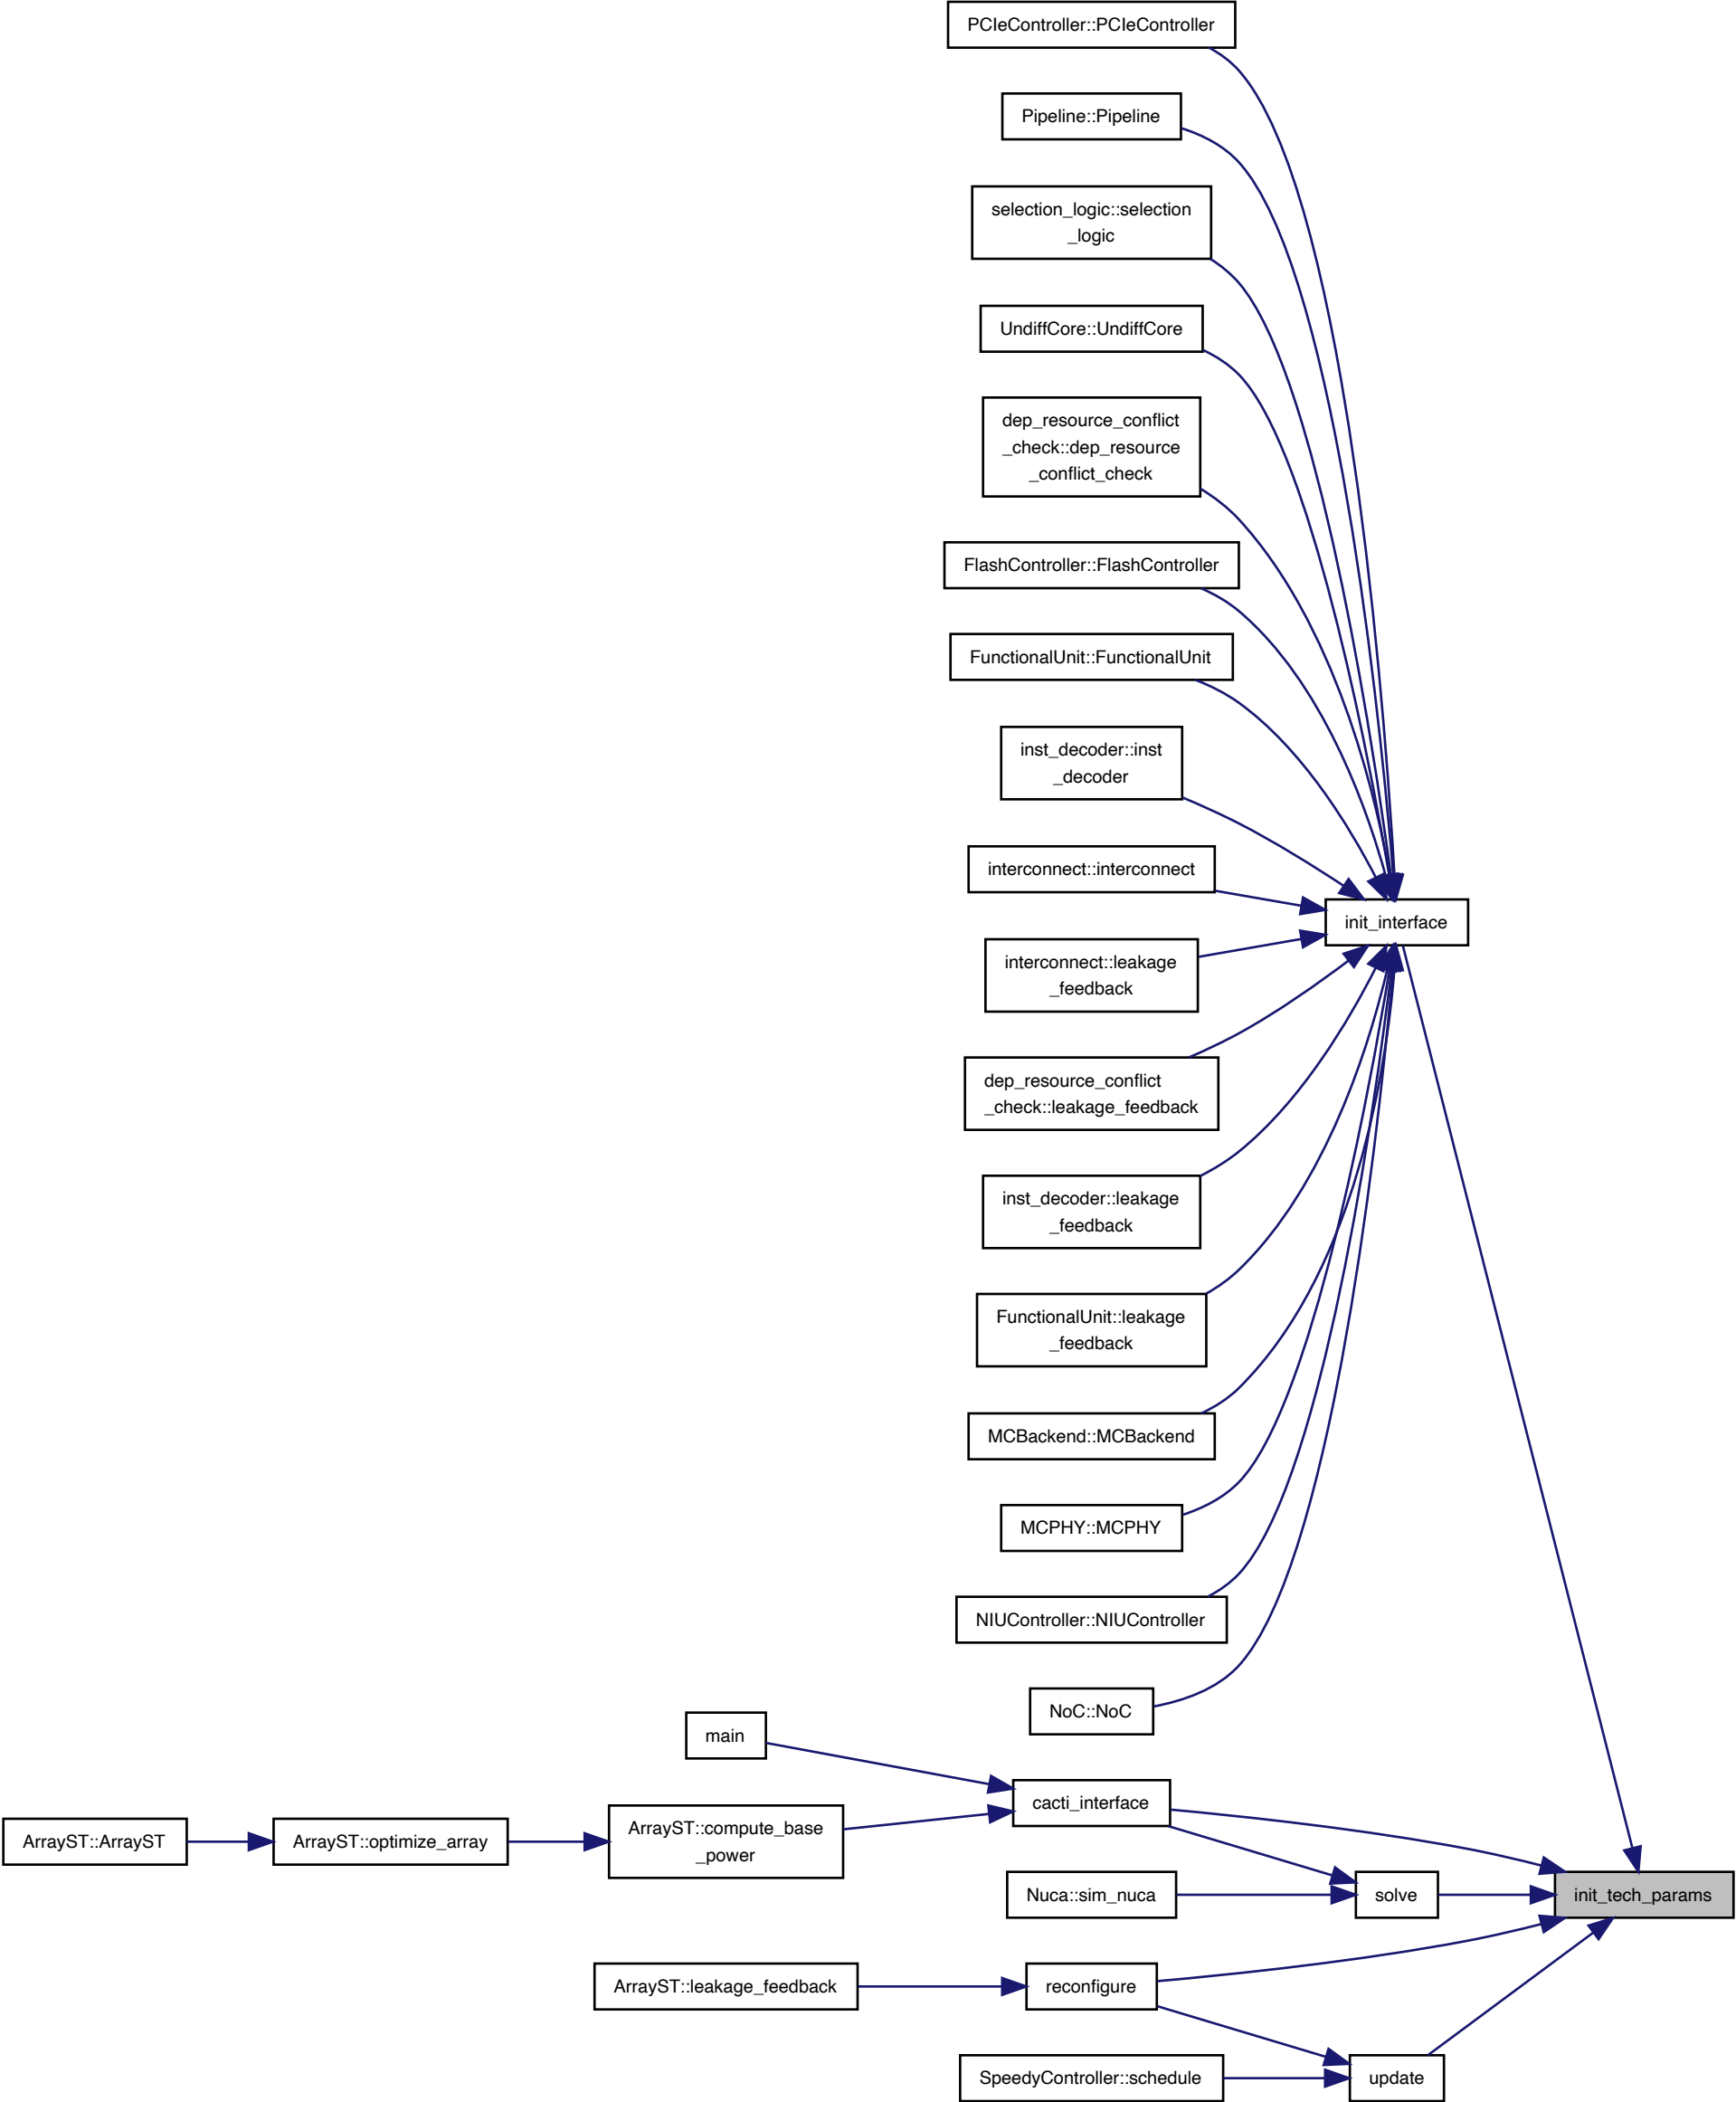 PCIeController::PCIeController
Pipeline::Pipeline
selection_logic::selection
_logic
UndiffCore::UndiffCore
dep_resource_conflict
_check::dep_resource
_conflict_check
FlashController::FlashController
FunctionalUnit::FunctionalUnit
inst_decoder::inst
_decoder
interconnect::interconnect
init_interface
interconnect::leakage
_feedback
dep_resource_conflict
_check::leakage_feedback
inst_decoder::leakage
_feedback
FunctionalUnit::leakage
_feedback
MCBackend::MCBackend
MCPHY::MCPHY
NIUController::NIUController
NoC::NoC
main
cacti_interface
ArrayST::ArrayST
ArrayST::optimize_array
ArrayST::compute_base
_power
Nuca::sim_nuca
solve
init_tech_params
ArrayST::leakage_feedback
reconfigure
SpeedyController::schedule
update